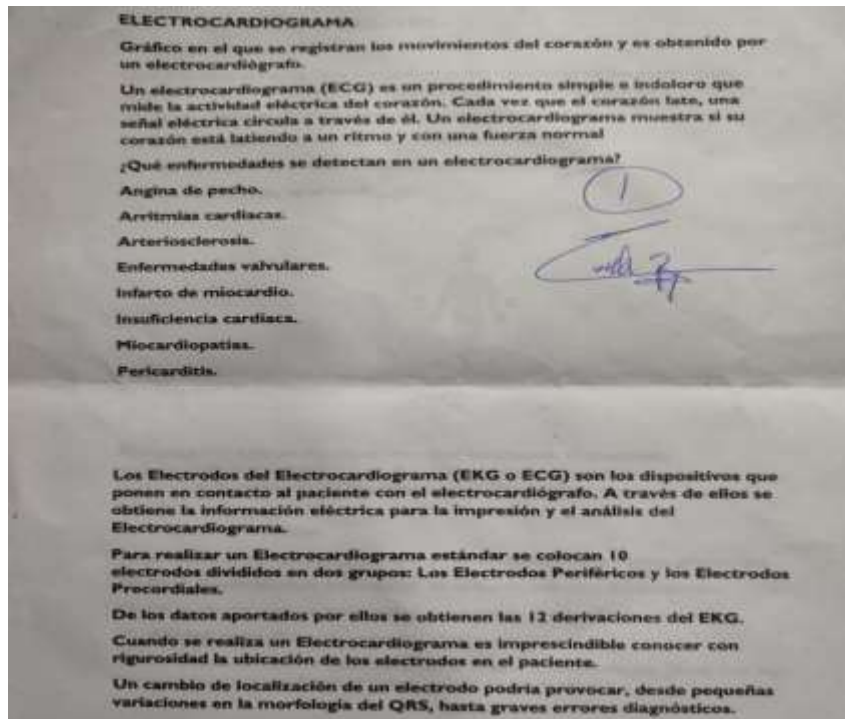 ELECTROCARDIOGRAMA
Gráfico en el que se registran los movimientos del corazón y es obtenido por
un electrocardiógrafo.
Un electrocardiograma (ECG) es un procedimiento simple e indoloro que
mide la actividad eléctrica del corazón. Cada vez que el corazón late, una
señal eléctrica circula a través de él. Un electrocardiograma muestra si su
corazón está latiendo a un ritmo y con una fuerza normal
¿Qué enfermedades se detectan en un electrocardiograma?
Angina de pecho.
1
Arritmias cardiacas.
Arteriosclerosis.
Enfermedades valvulares.
Infarto de miocardio.
Insuficiencia cardiaca.
Miocardiopatías.
Pericarditis.
Los Electrodos del Electrocardiograma (EKG o ECG) son los dispositivos que
ponen en contacto al paciente con el electrocardiógrafo. A través de ellos se
obtiene la información eléctrica para la impresión y el análisis del
Electrocardiograma.
Para realizar un Electrocardiograma estándar se colocan 10
electrodos divididos en dos grupos: Los Electrodos Periféricos y los Electrodos
Precordiales.
De los datos aportados por ellos se obtienen las 12 derivaciones del EKG.
Cuando se realiza un Electrocardiograma es imprescindible conocer con
rigurosidad la ubicación de los electrodos en el paciente.
Un cambio de localización de un electrodo podría provocar, desde pequeñas
variaciones en la morfología del QRS, hasta graves errores diagnósticos.